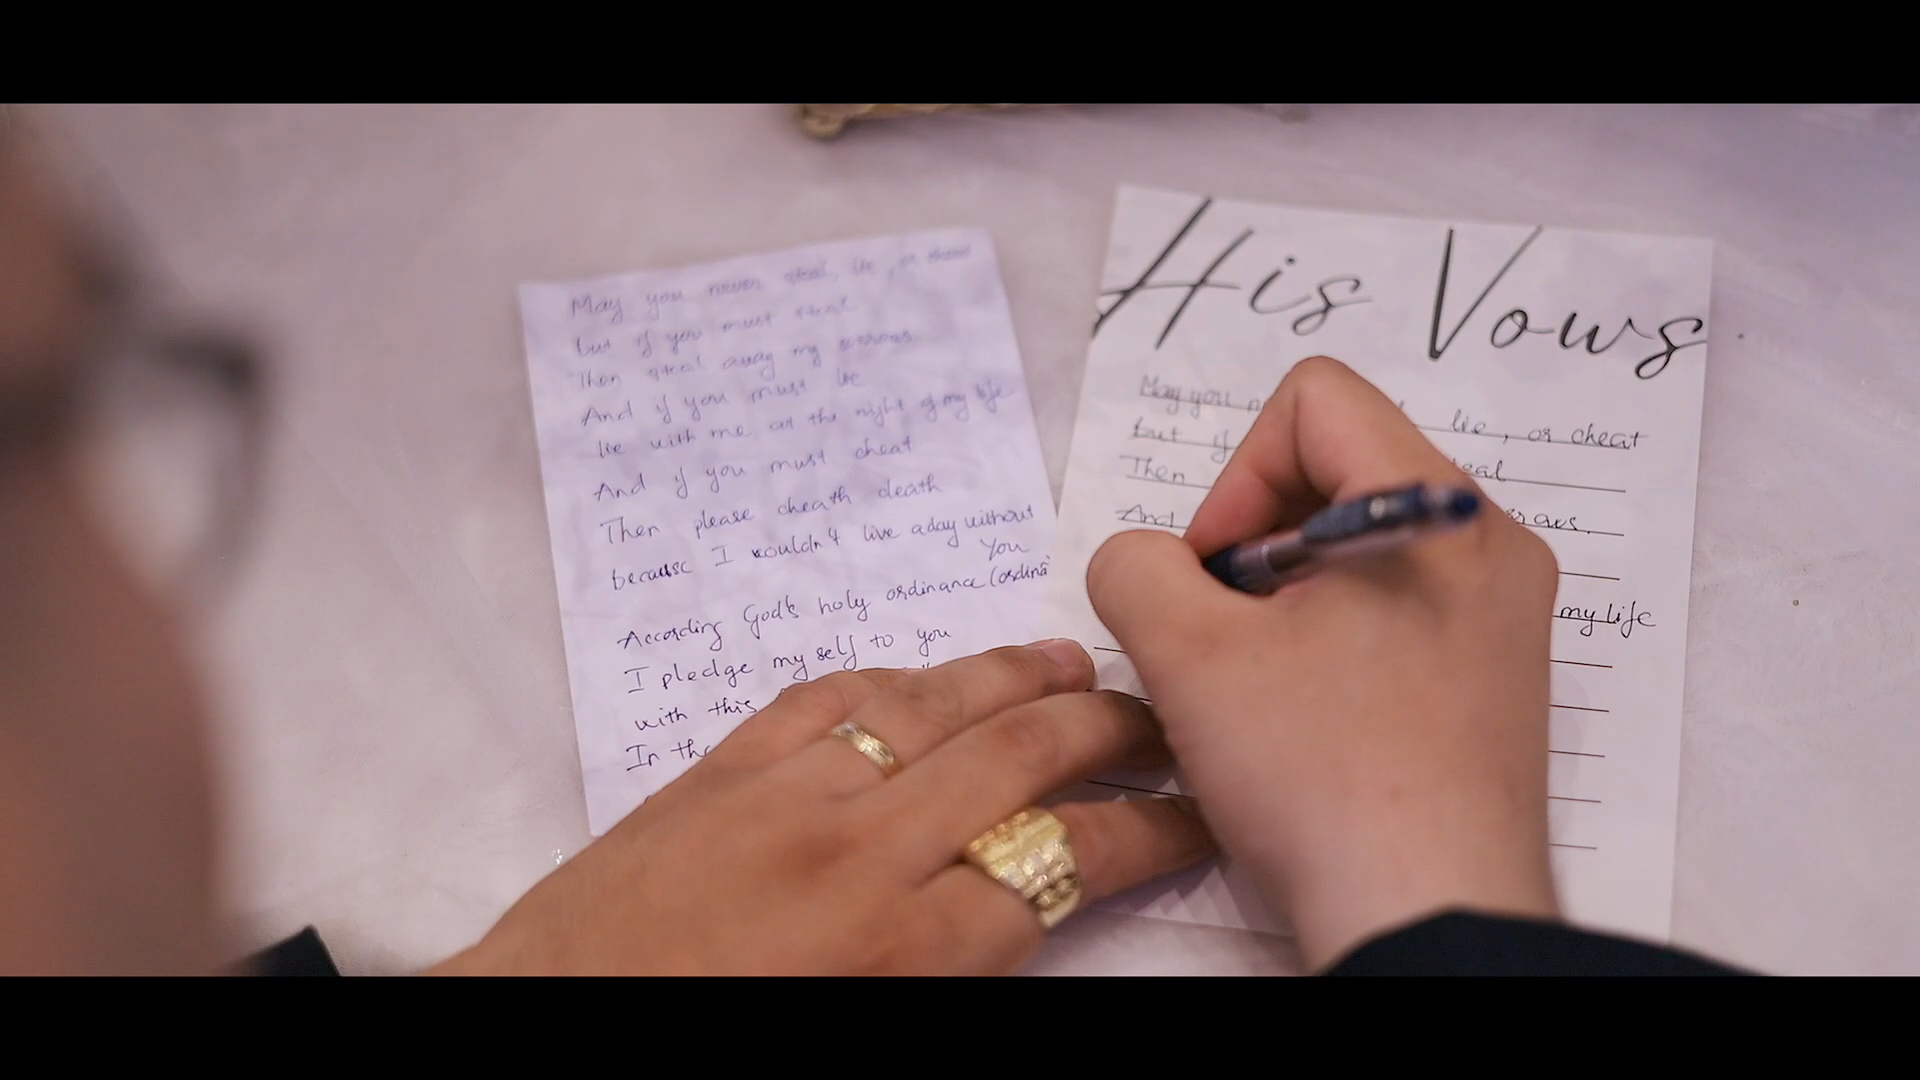 May you never steal, lie, or cheat
but if you must steal
Then steal away my sorrows
And if you must lie
lie with me all the night of my life
And if you must cheat
Then please cheath death
because I wouldn't live a day without
You
According God's holy ordinance (ordina
I pledge my self to you
with this
In the
His Vows
May you
lie, or cheat
but if
Then
And
my life